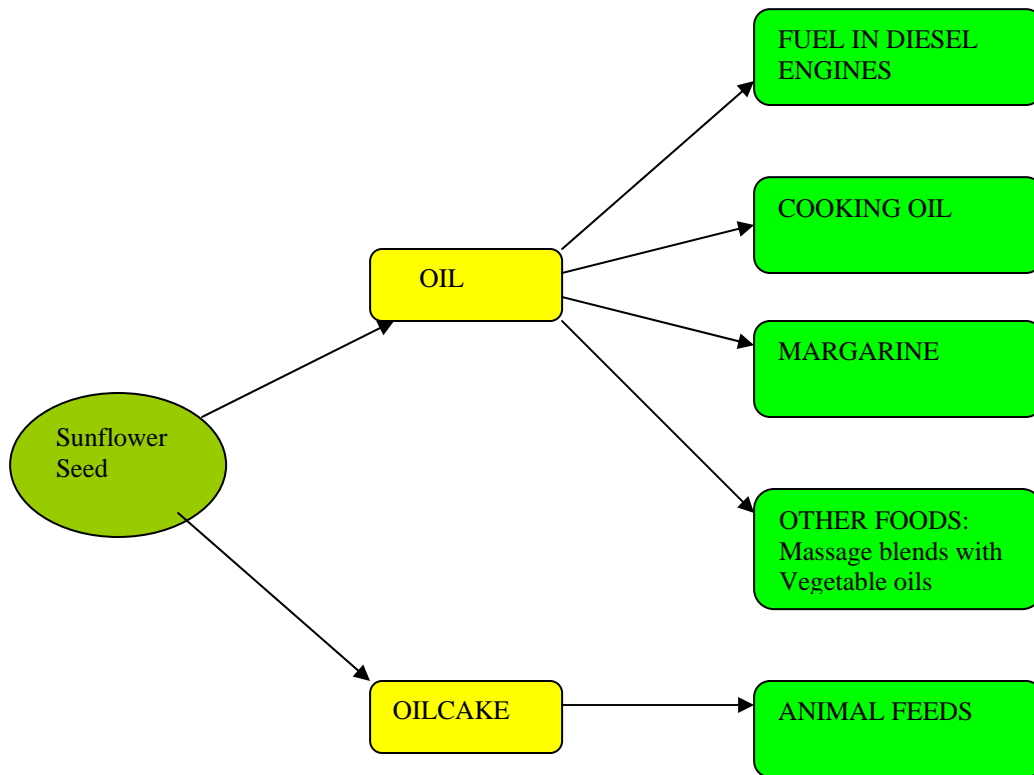 FUEL IN DIESEL
ENGINES
COOKING OIL
OIL
MARGARINE
Sunflower
Seed
OTHER FOODS:
Massage blends with
Vegetable oils
OILCAKE
ANIMAL FEEDS